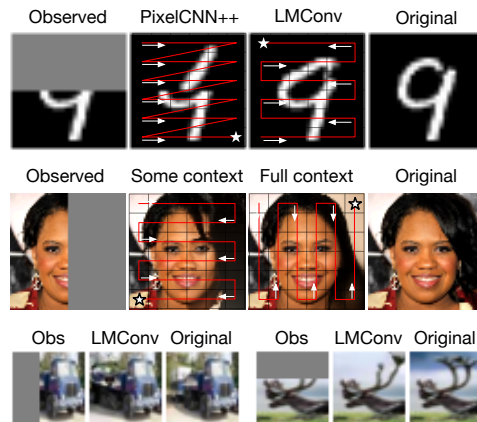 Observed PixelCNN++ LMConv Original
Observed Some context Full context Original
Obs LMConv Original Obs LMConv Original